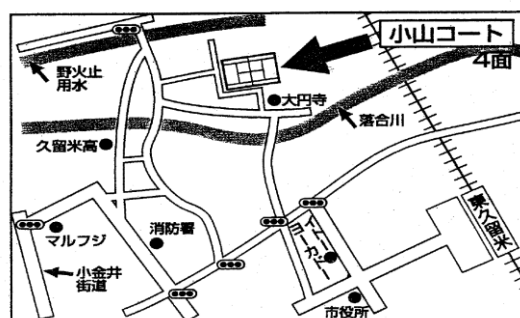 小山コート
4面
野火止
用水
大円寺
落合川
久留米高
東久留米
イトー
ヨーカドー
マルフジ
消防署
小金井
街道
市役所